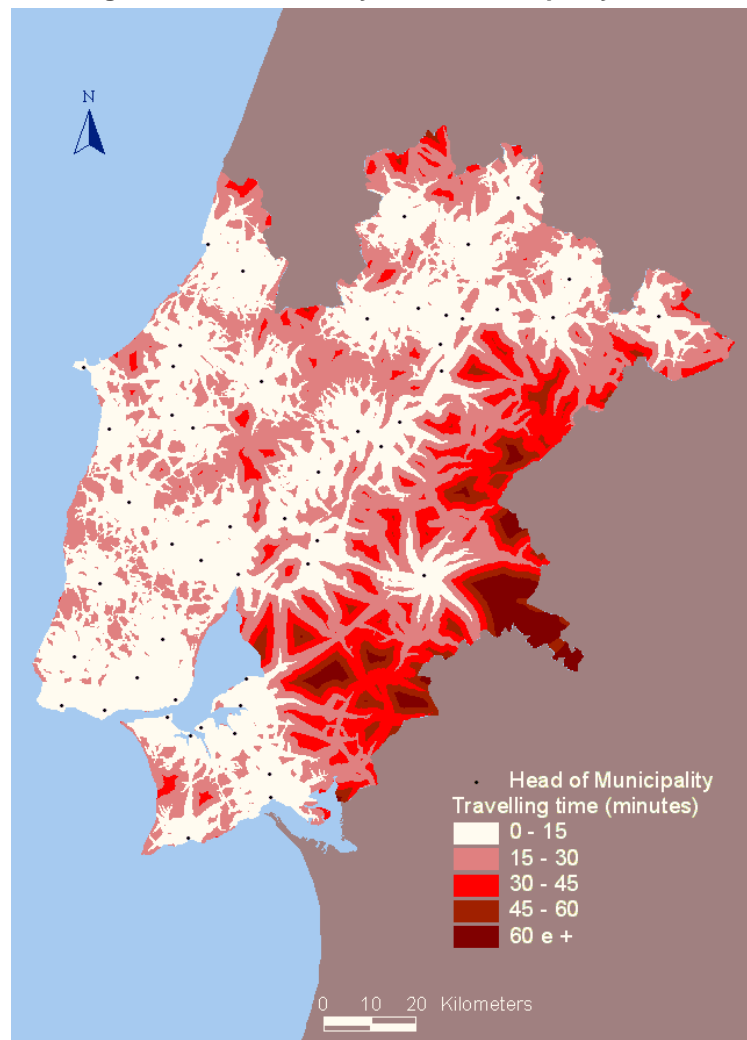 N
Head of Municipality
Travelling time (minutes)
0 - 15
15 - 30
30 - 45
45 - 60
60 e +
0 10 20 Kilometers